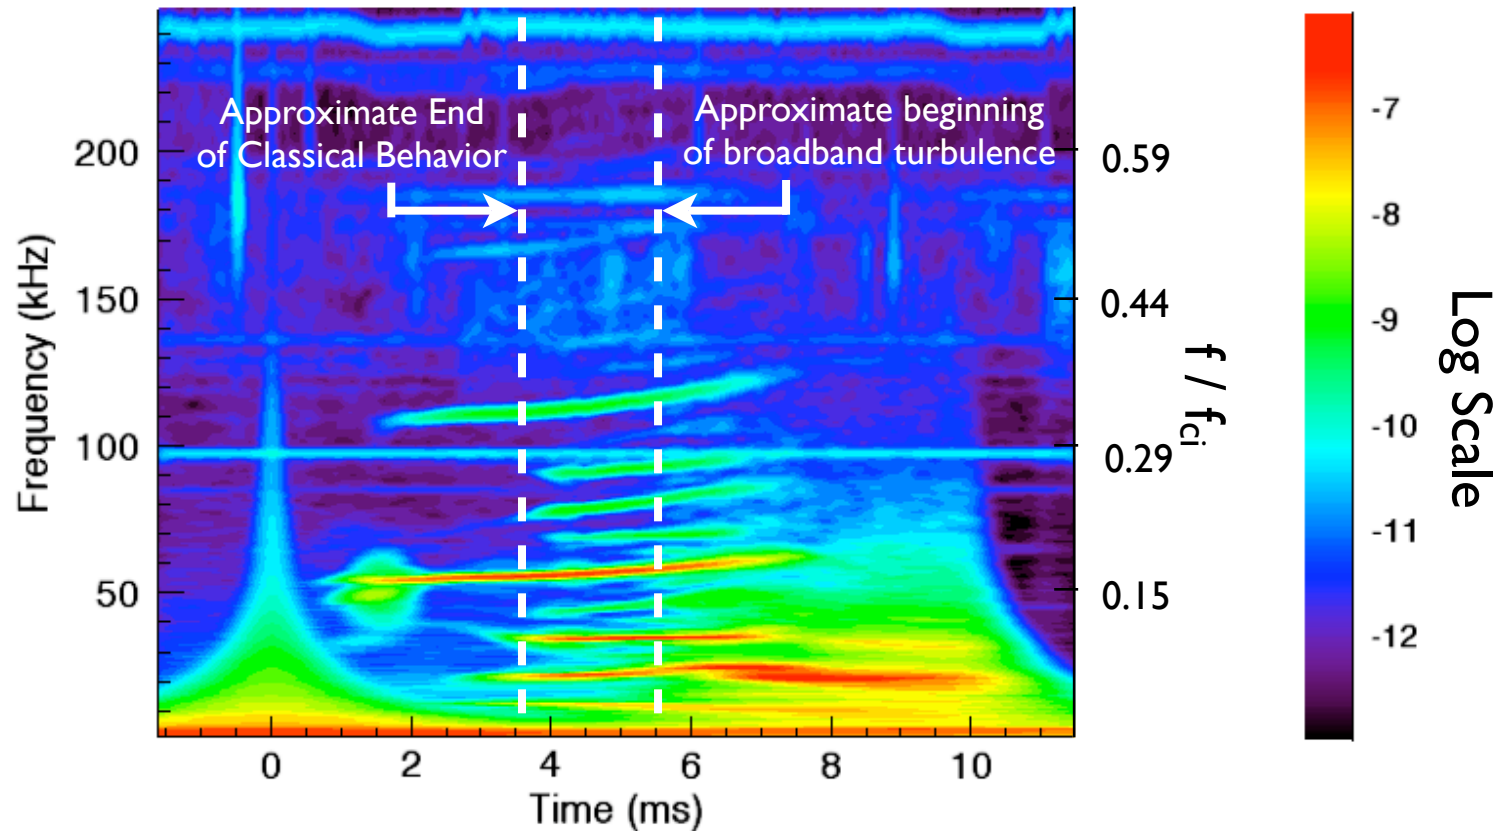 Approximate End
of Classical Behavior
Approximate beginning
of broadband turbulence
200
150
100
50
Frequency (kHz)
0
2
4
6
8
10
Time (ms)
0.59
0.44
0.29
0.15
f / fci
-7
-8
-9
-10
-11
-12
Log Scale